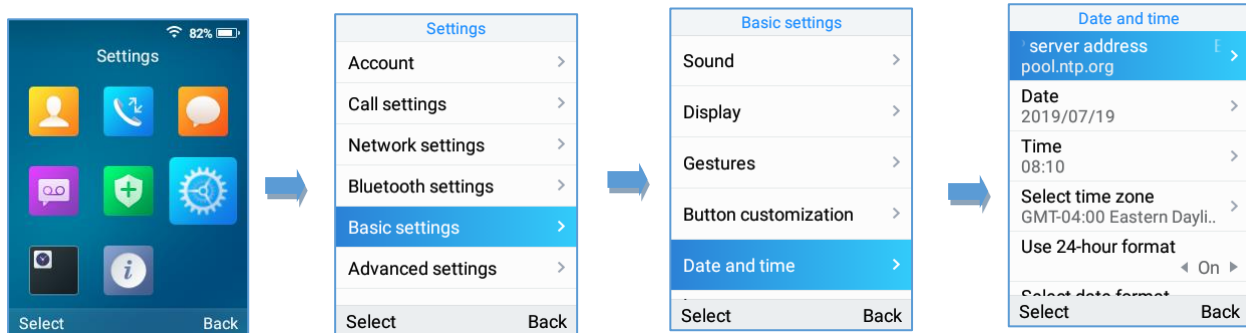 82%
Settings
Select Back
Settings
Account
Call settings
Network settings
Bluetooth settings
Basic settings
Advanced settings
Select Back
Basic settings
Sound
Display
Gestures
Button customization
Date and time
Select Back
Date and time
server address E
pool.ntp.org
Date
2019/07/19
Time
08:10
Select time zone
GMT-04:00 Eastern Dayli..
Use 24-hour format
On
Select date format
Select Back